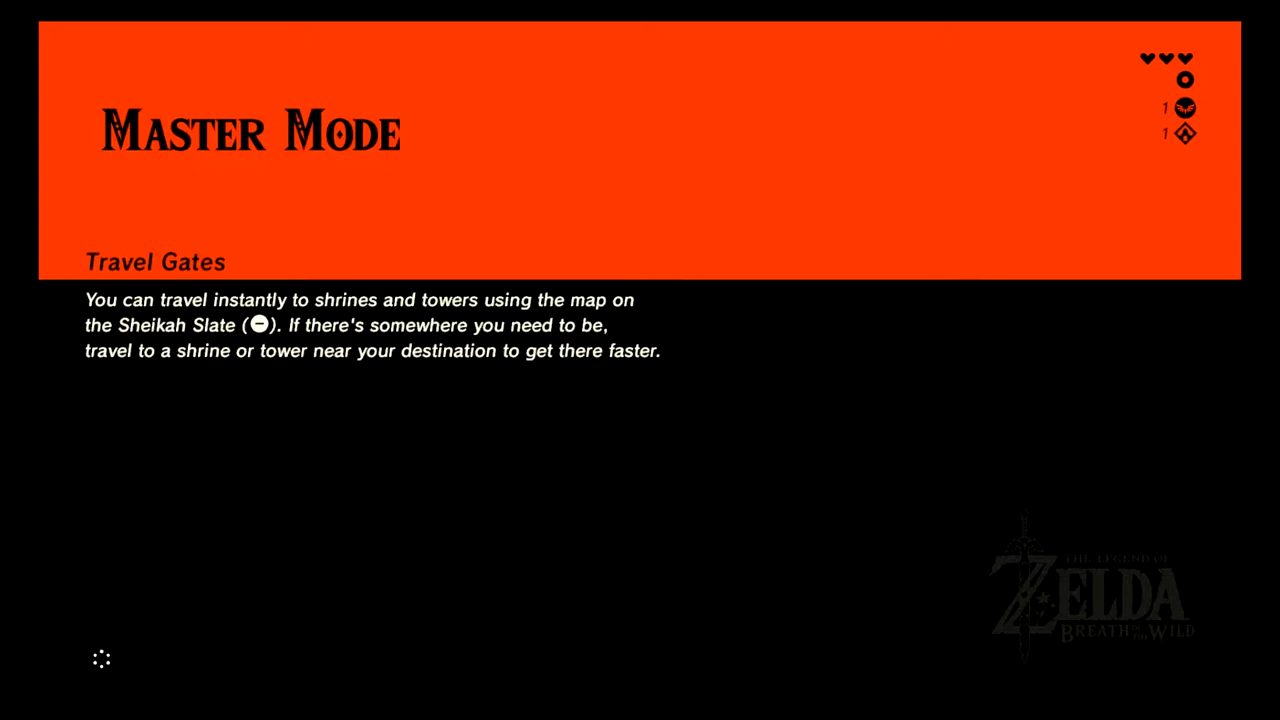 Master Mode
1
1
Travel Gates
You can travel instantly to shrines and towers using the map on
the Sheikah Slate (−). If there's somewhere you need to be,
travel to a shrine or tower near your destination to get there faster.
THE LEGEND OF
ZELDA
BREATH OF THE WILD